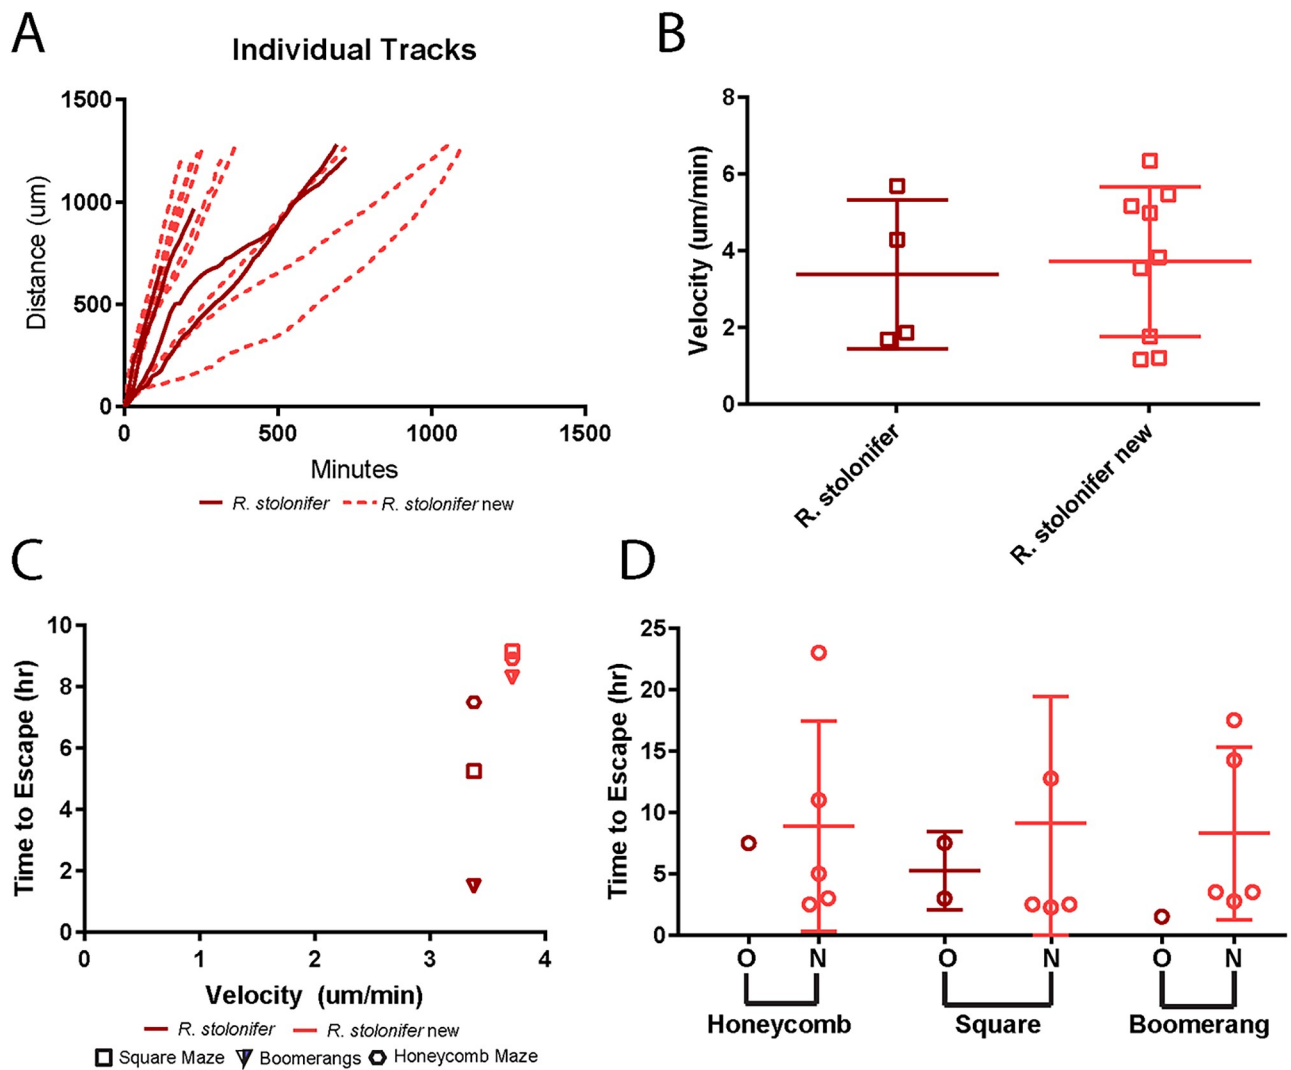 A
Individual Tracks
1500
1000
500
0
Distance (um)
0 500 1000 1500
Minutes
R. stolonifer R. stolonifer new
B
8
6
4
2
0
Velocity (um/min)
R. stolonifer
R. stolonifer new
C
10
8
6
4
2
0
Time to Escape (hr)
0 1 2 3 4
Velocity (um/min)
R. stolonifer R. stolonifer new
Square Maze Boomerangs Honeycomb Maze
D
25
20
15
10
5
0
Time to Escape (hr)
O N O N O N
Honeycomb Square Boomerang